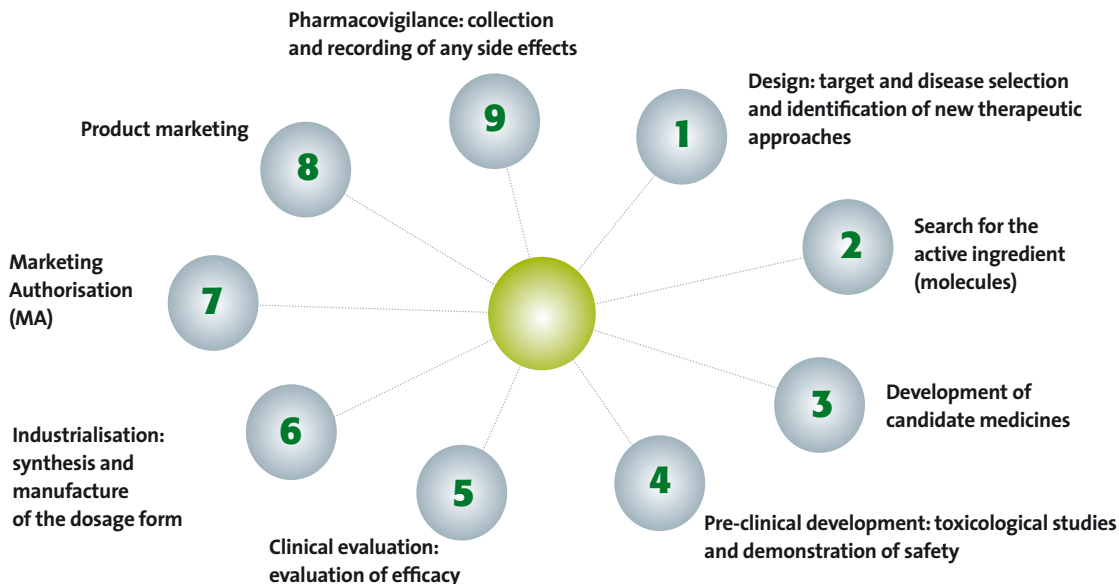 1
Design: target and disease selection
and identification of new therapeutic
approaches
2
Search for the
active ingredient
(molecules)
3
Development of
candidate medicines
4
Pre-clinical development: toxicological studies
and demonstration of safety
5
Clinical evaluation:
evaluation of efficacy
6
Industrialisation:
synthesis and
manufacture
of the dosage form
7
Marketing
Authorisation
(MA)
8
Product marketing
9
Pharmacovigilance: collection
and recording of any side effects